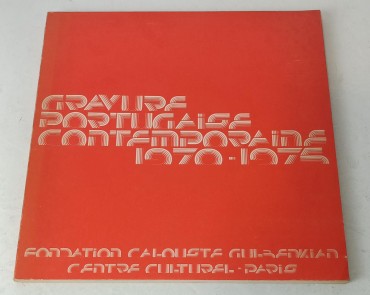 GRAVURE
PORTUGAISE
CONTEMPORAINE
1970-1975
FONDATION CALOUSTE GULBENKIAN
CENTRE CULTUREL · PARIS